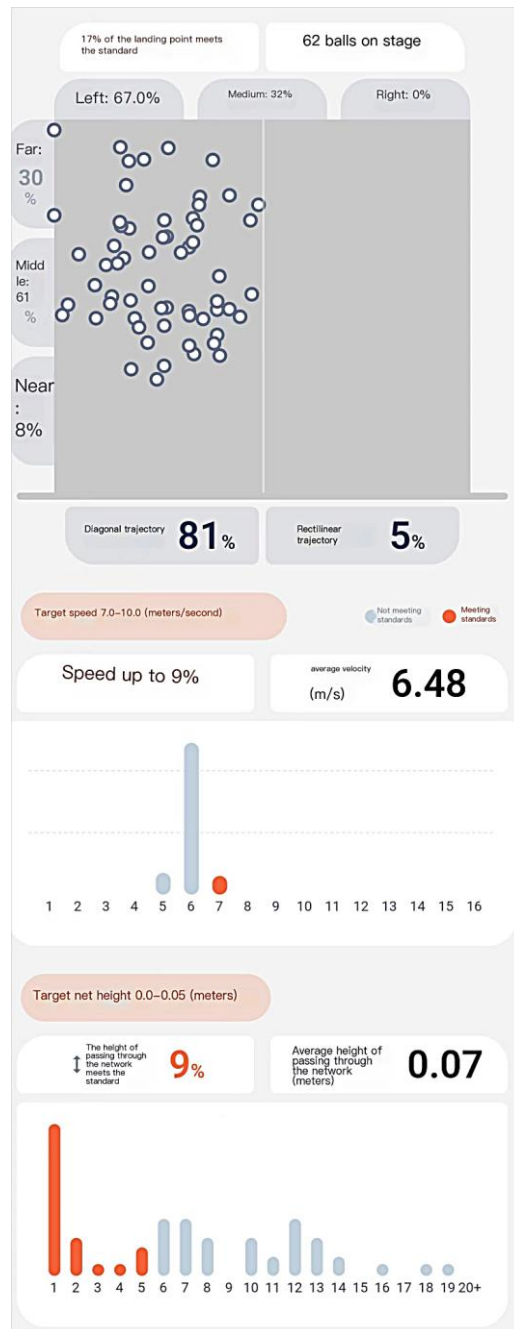 17% of the landing point meets
the standard
62 balls on stage
Left: 67.0%
Medium: 32%
Right: 0%
Far:
30
%
Midd
le:
61
%
Near
:
8%
Diagonal trajectory
81%
Rectilinear
trajectory
5%
Target speed 7.0-10.0 (meters/second)
Not meeting
standards
Meeting
standards
Speed up to 9%
average velocity
(m/s)
6.48
1 2 3 4 5 6 7 8 9 10 11 12 13 14 15 16
Target net height 0.0-0.05 (meters)
The height of
passing through
the network
meets the
standard
9%
Average height of
passing through
the network
(meters)
0.07
1 2 3 4 5 6 7 8 9 10 11 12 13 14 15 16 17 18 19 20+